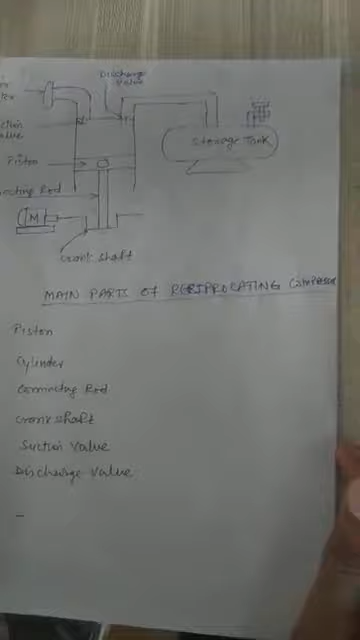 Discharge
valve
Storage Tank
Piston
Rod
M
Crank shaft
MAIN PARTS OF RECIPROCATING Compressor
Piston
Cylinder
Connecting Rod
Crank shaft
Suction Valve
Discharge Valve